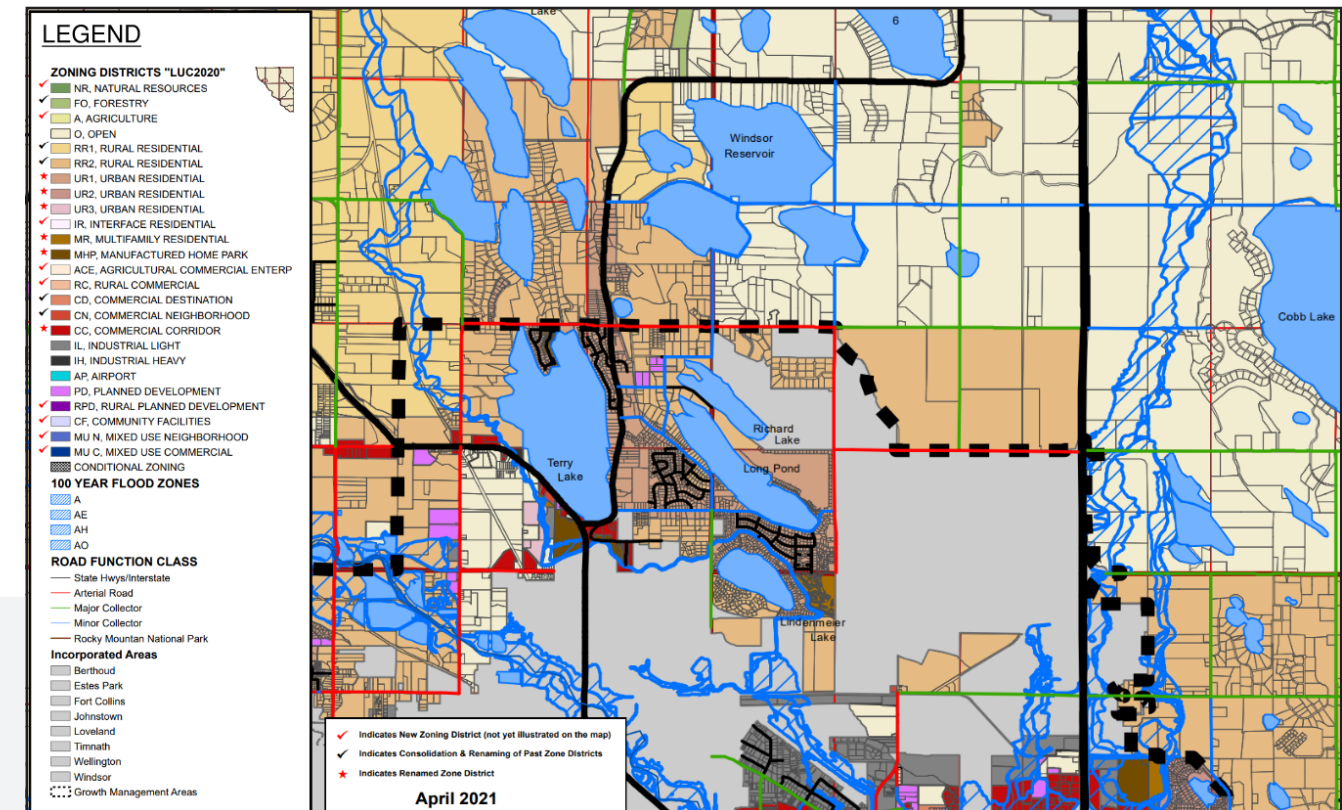 LEGEND
ZONING DISTRICTS "LUC2020"
NR, NATURAL RESOURCES
FO, FORESTRY
A, AGRICULTURE
O, OPEN
RR1, RURAL RESIDENTIAL
RR2, RURAL RESIDENTIAL
UR1, URBAN RESIDENTIAL
UR2, URBAN RESIDENTIAL
UR3, URBAN RESIDENTIAL
IR, INTERFACE RESIDENTIAL
MR, MULTIFAMILY RESIDENTIAL
MHP, MANUFACTURED HOME PARK
ACE, AGRICULTURAL COMMERCIAL ENTERP
RC, RURAL COMMERCIAL
CD, COMMERCIAL DESTINATION
CN, COMMERCIAL NEIGHBORHOOD
CC, COMMERCIAL CORRIDOR
IL, INDUSTRIAL LIGHT
IH, INDUSTRIAL HEAVY
AP, AIRPORT
PD, PLANNED DEVELOPMENT
RPD, RURAL PLANNED DEVELOPMENT
CF, COMMUNITY FACILITIES
MU N, MIXED USE NEIGHBORHOOD
MU C, MIXED USE COMMERCIAL
CONDITIONAL ZONING
100 YEAR FLOOD ZONES
A
AE
AH
AO
ROAD FUNCTION CLASS
State Hwys/Interstate
Arterial Road
Major Collector
Minor Collector
Rocky Mountain National Park
Incorporated Areas
Berthoud
Estes Park
Fort Collins
Johnstown
Loveland
Timnath
Wellington
Windsor
Growth Management Areas
Lake
6
Windsor
Reservoir
Cobb Lake
Richard
Lake
Terry
Lake
Long Pond
Lindenmeier
Lake
Indicates New Zoning District (not yet illustrated on the map)
Indicates Consolidation & Renaming of Past Zone Districts
Indicates Renamed Zone District
April 2021